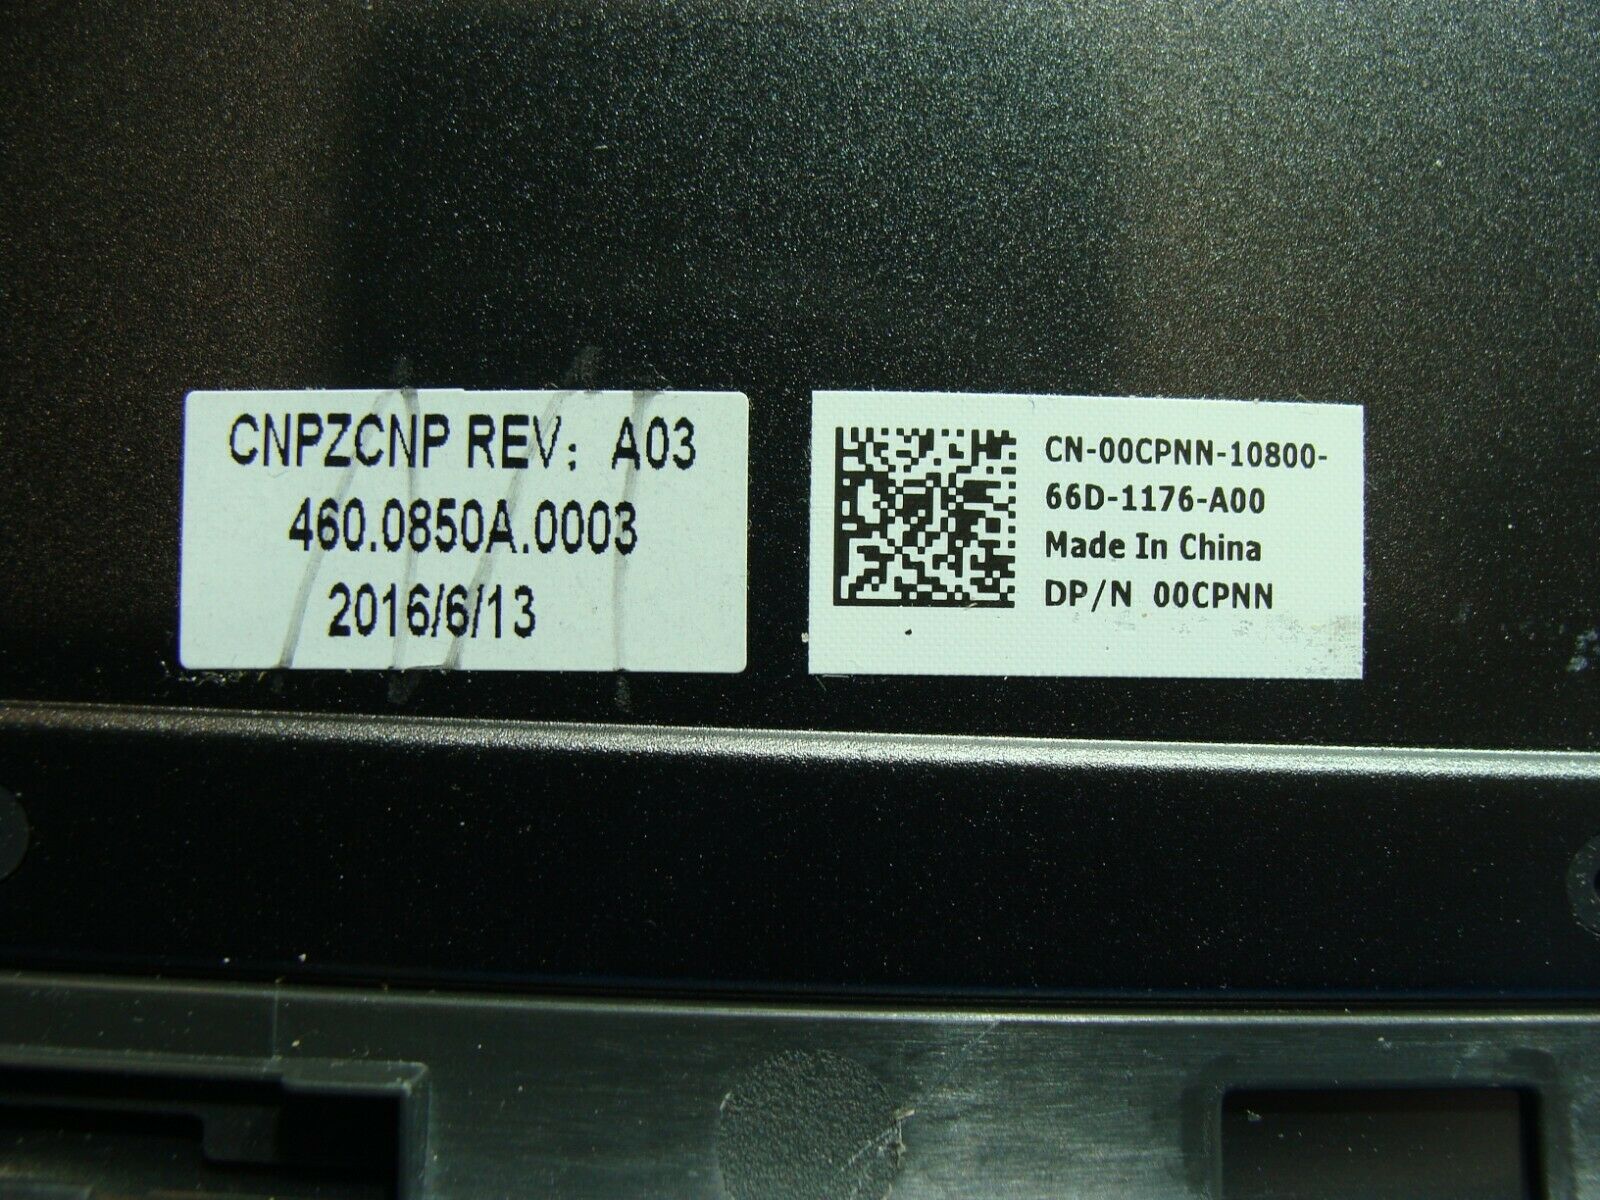 CNPZCNP REV: A03
460.0850A.0003
2016/6/13
CN-00CPNN-10800-
66D-1176-A00
Made In China
DP/N 00CPNN